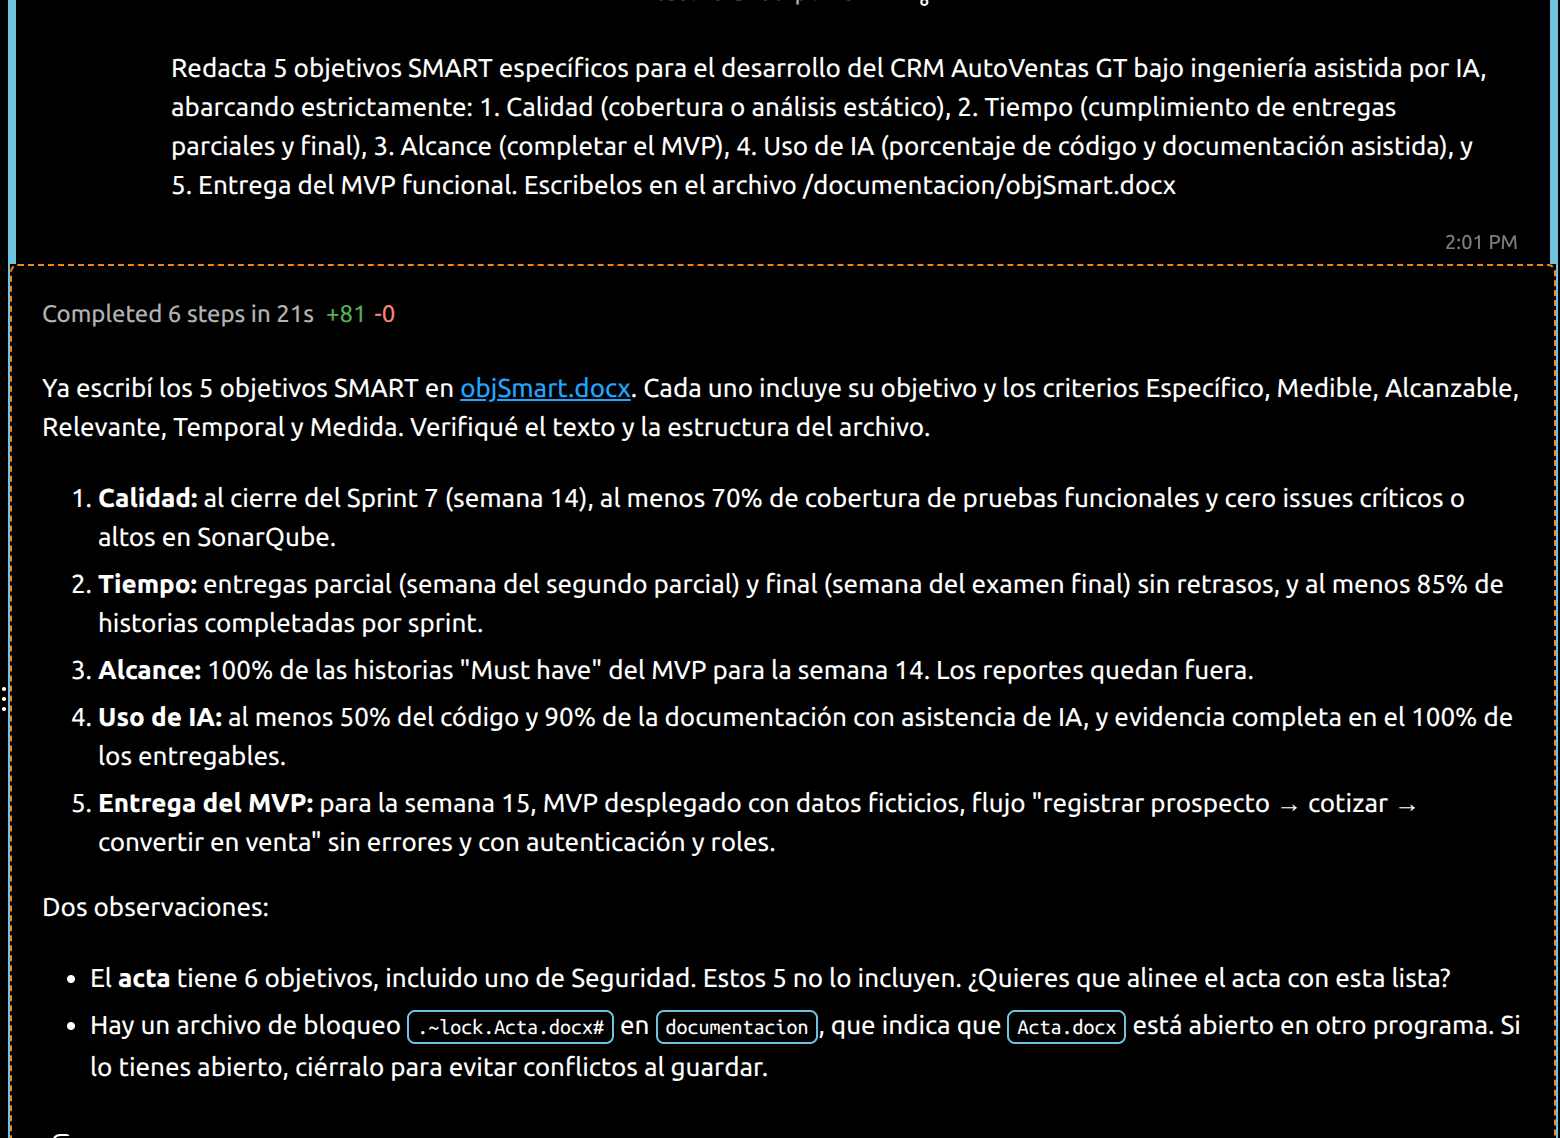 Redacta 5 objetivos SMART específicos para el desarrollo del CRM AutoVentas GT bajo ingeniería asistida por IA,
abarcando estrictamente: 1. Calidad (cobertura o análisis estático), 2. Tiempo (cumplimiento de entregas
parciales y final), 3. Alcance (completar el MVP), 4. Uso de IA (porcentaje de código y documentación asistida), y
5. Entrega del MVP funcional. Escribelos en el archivo /documentacion/objSmart.docx
2:01 PM
Completed 6 steps in 21s +81 -0
Ya escribí los 5 objetivos SMART en objSmart.docx. Cada uno incluye su objetivo y los criterios Específico, Medible, Alcanzable,
Relevante, Temporal y Medida. Verifiqué el texto y la estructura del archivo.
1. Calidad: al cierre del Sprint 7 (semana 14), al menos 70% de cobertura de pruebas funcionales y cero issues críticos o
altos en SonarQube.
2. Tiempo: entregas parcial (semana del segundo parcial) y final (semana del examen final) sin retrasos, y al menos 85% de
historias completadas por sprint.
3. Alcance: 100% de las historias "Must have" del MVP para la semana 14. Los reportes quedan fuera.
4. Uso de IA: al menos 50% del código y 90% de la documentación con asistencia de IA, y evidencia completa en el 100% de
los entregables.
5. Entrega del MVP: para la semana 15, MVP desplegado con datos ficticios, flujo "registrar prospecto → cotizar →
convertir en venta" sin errores y con autenticación y roles.
Dos observaciones:
• El acta tiene 6 objetivos, incluido uno de Seguridad. Estos 5 no lo incluyen. ¿Quieres que alinee el acta con esta lista?
• Hay un archivo de bloqueo .~lock.Acta.docx# en documentacion, que indica que Acta.docx está abierto en otro programa. Si
lo tienes abierto, ciérralo para evitar conflictos al guardar.